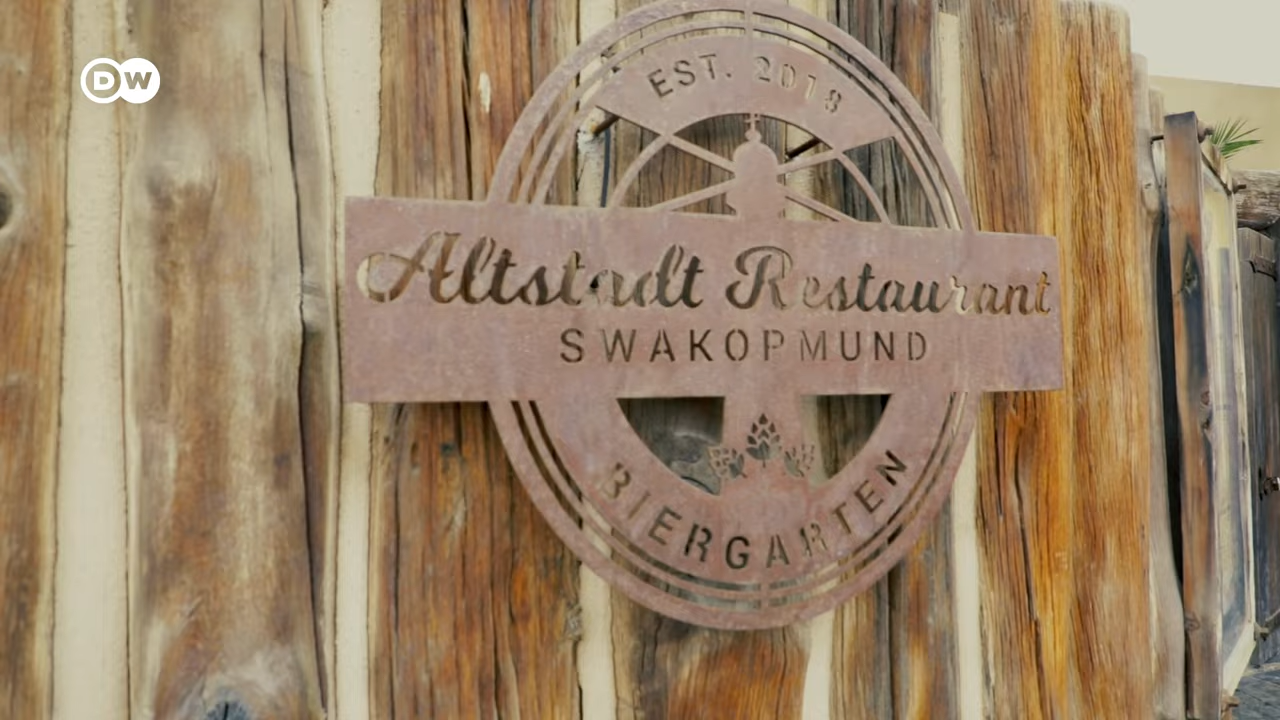 DW
EST. 2018
Altstadt Restaurant
SWAKOPMUND
BIERGARTEN